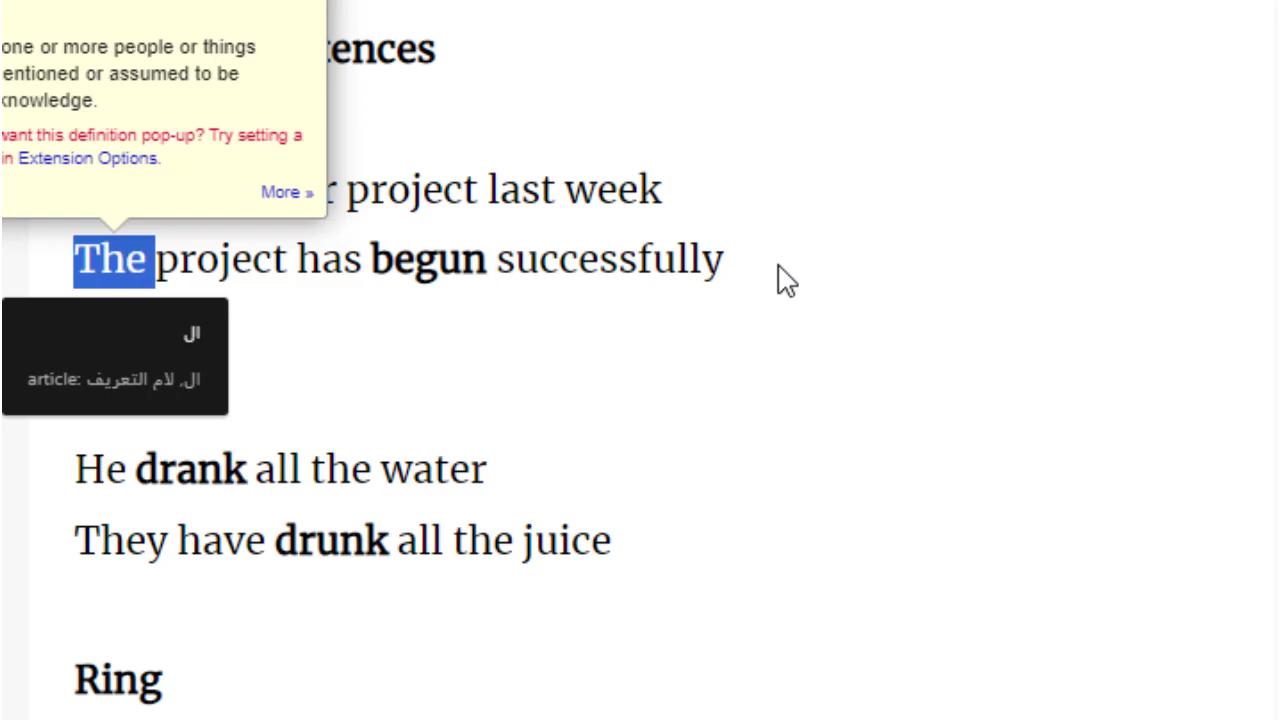 one or more people or things
entioned or assumed to be
knowledge.
want this definition pop-up? Try setting a
in Extension Options.
More »
tences
project last week
The project has begun successfully
ال
article: ال, لام التعريف
He drank all the water
They have drunk all the juice
Ring